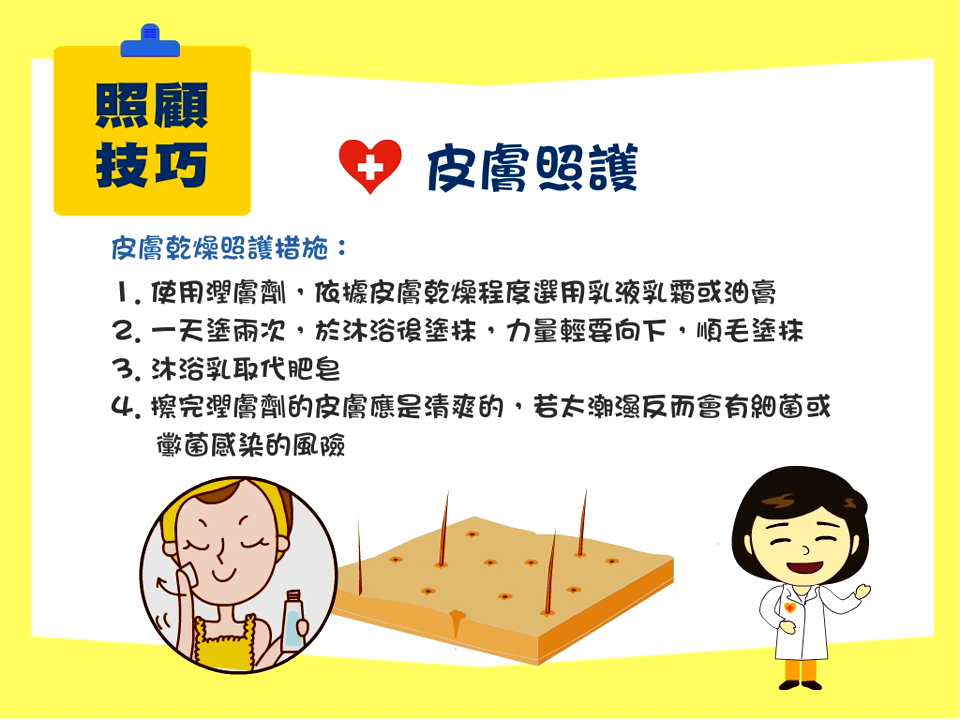 照顧
技巧
皮膚照護
皮膚乾燥照護措施：
1. 使用潤膚劑，依據皮膚乾燥程度選用乳液乳霜或油膏
2. 一天塗兩次，於沐浴後塗抹，力量輕要向下，順毛塗抹
3. 沐浴乳取代肥皂
4. 擦完潤膚劑的皮膚應是清爽的，若太潮濕反而會有細菌或
黴菌感染的風險